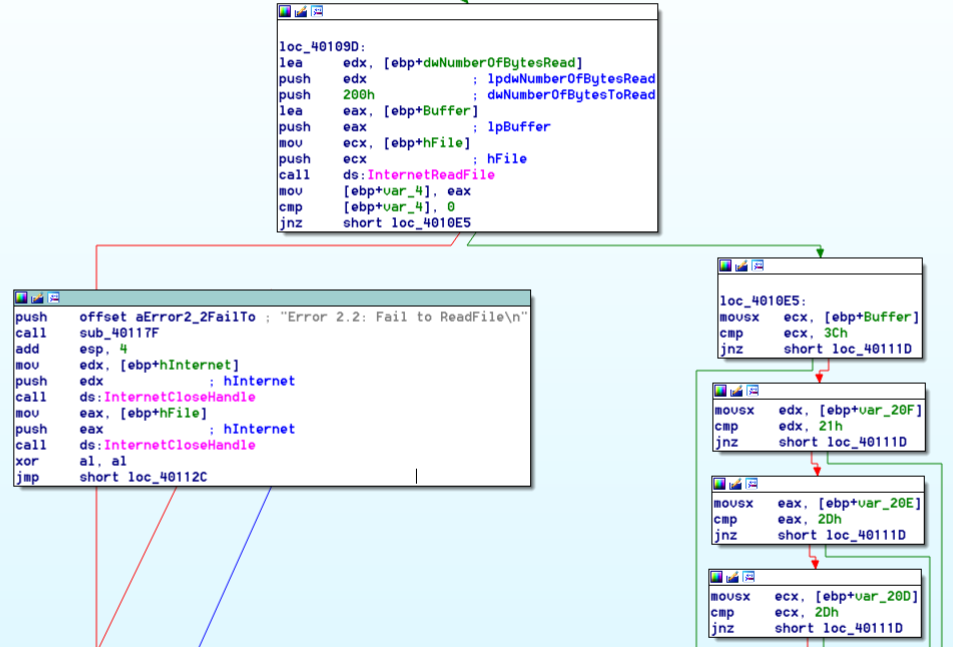 loc_40109D:
lea edx, [ebp+dwNumberOfBytesRead]
push edx ; lpdwNumberOfBytesRead
push 200h ; dwNumberOfBytesToRead
lea eax, [ebp+Buffer]
push eax ; lpBuffer
mov ecx, [ebp+hFile]
push ecx ; hFile
call ds:InternetReadFile
mov [ebp+var_4], eax
cmp [ebp+var_4], 0
jnz short loc_4010E5
push offset aError2_2FailTo ; "Error 2.2: Fail to ReadFile\n"
call sub_40117F
add esp, 4
mov edx, [ebp+hInternet]
push edx ; hInternet
call ds:InternetCloseHandle
mov eax, [ebp+hFile]
push eax ; hInternet
call ds:InternetCloseHandle
xor al, al
jmp short loc_40112C
loc_4010E5:
movsx ecx, [ebp+Buffer]
cmp ecx, 3Ch
jnz short loc_40111D
movsx edx, [ebp+var_20F]
cmp edx, 21h
jnz short loc_40111D
movsx eax, [ebp+var_20E]
cmp eax, 2Dh
jnz short loc_40111D
movsx ecx, [ebp+var_20D]
cmp ecx, 2Dh
jnz short loc_40111D